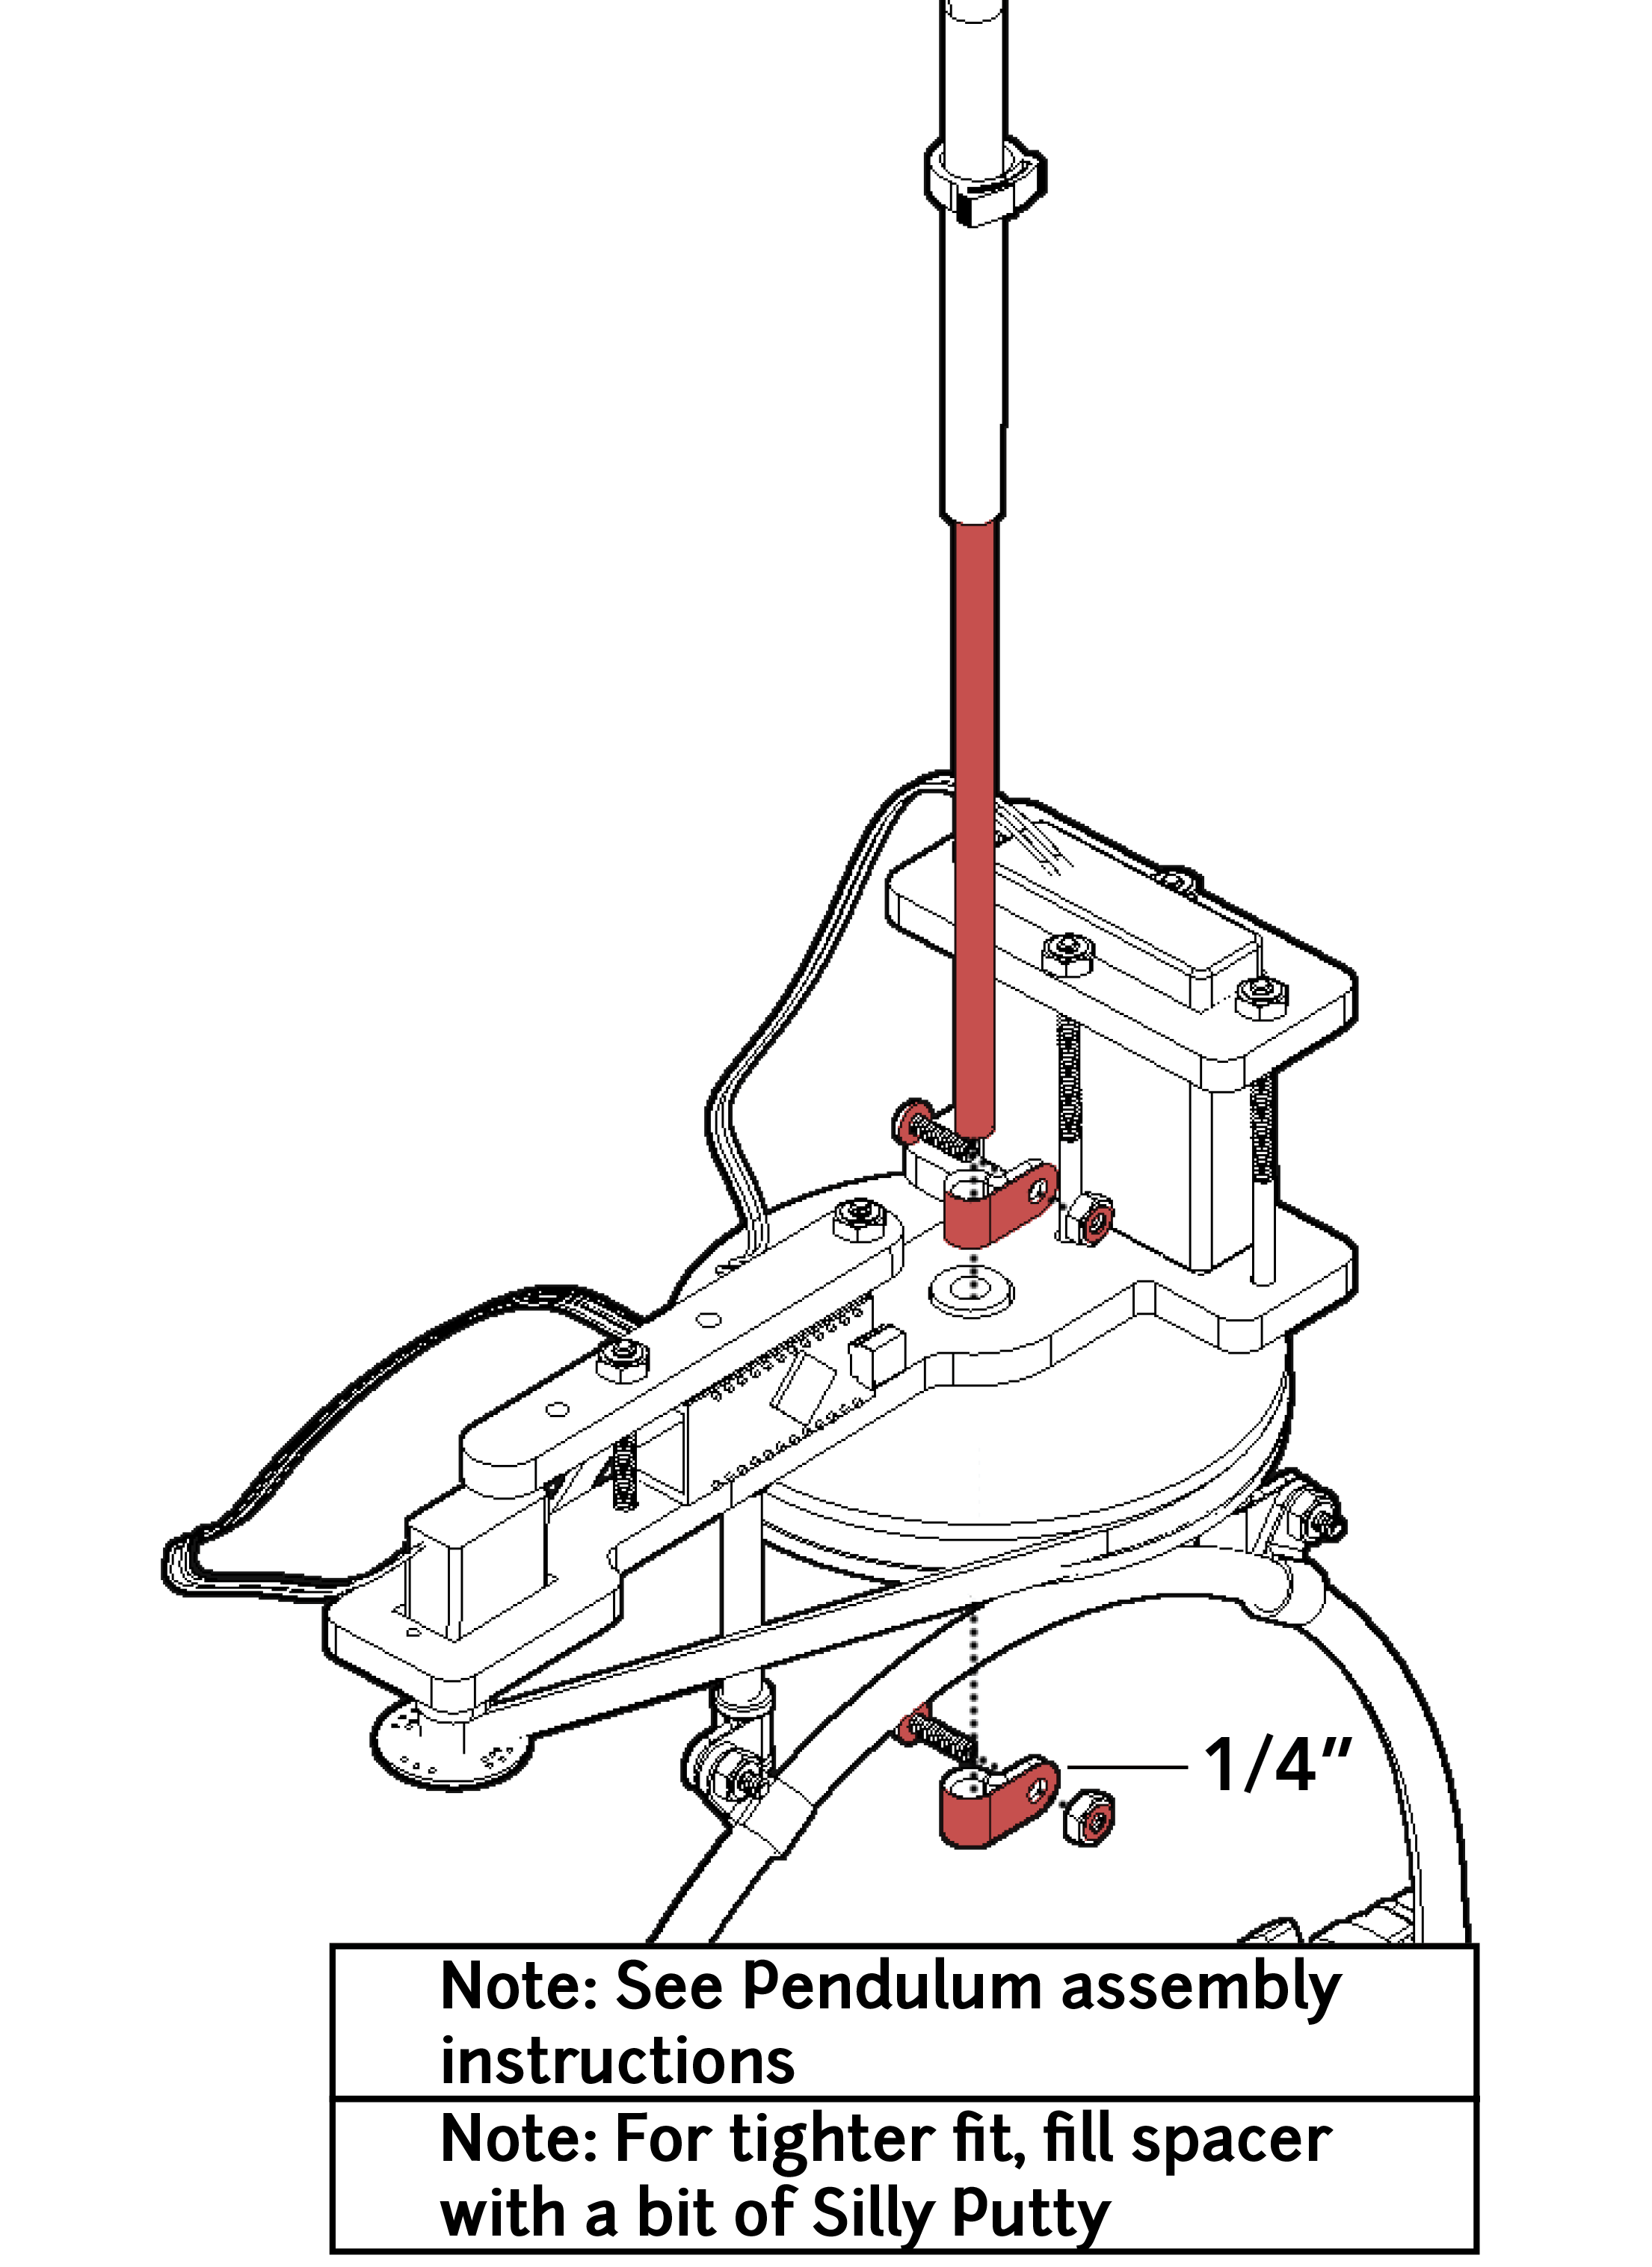 1/4″
Note: See Pendulum assembly
instructions
Note: For tighter fit, fill spacer
with a bit of Silly Putty